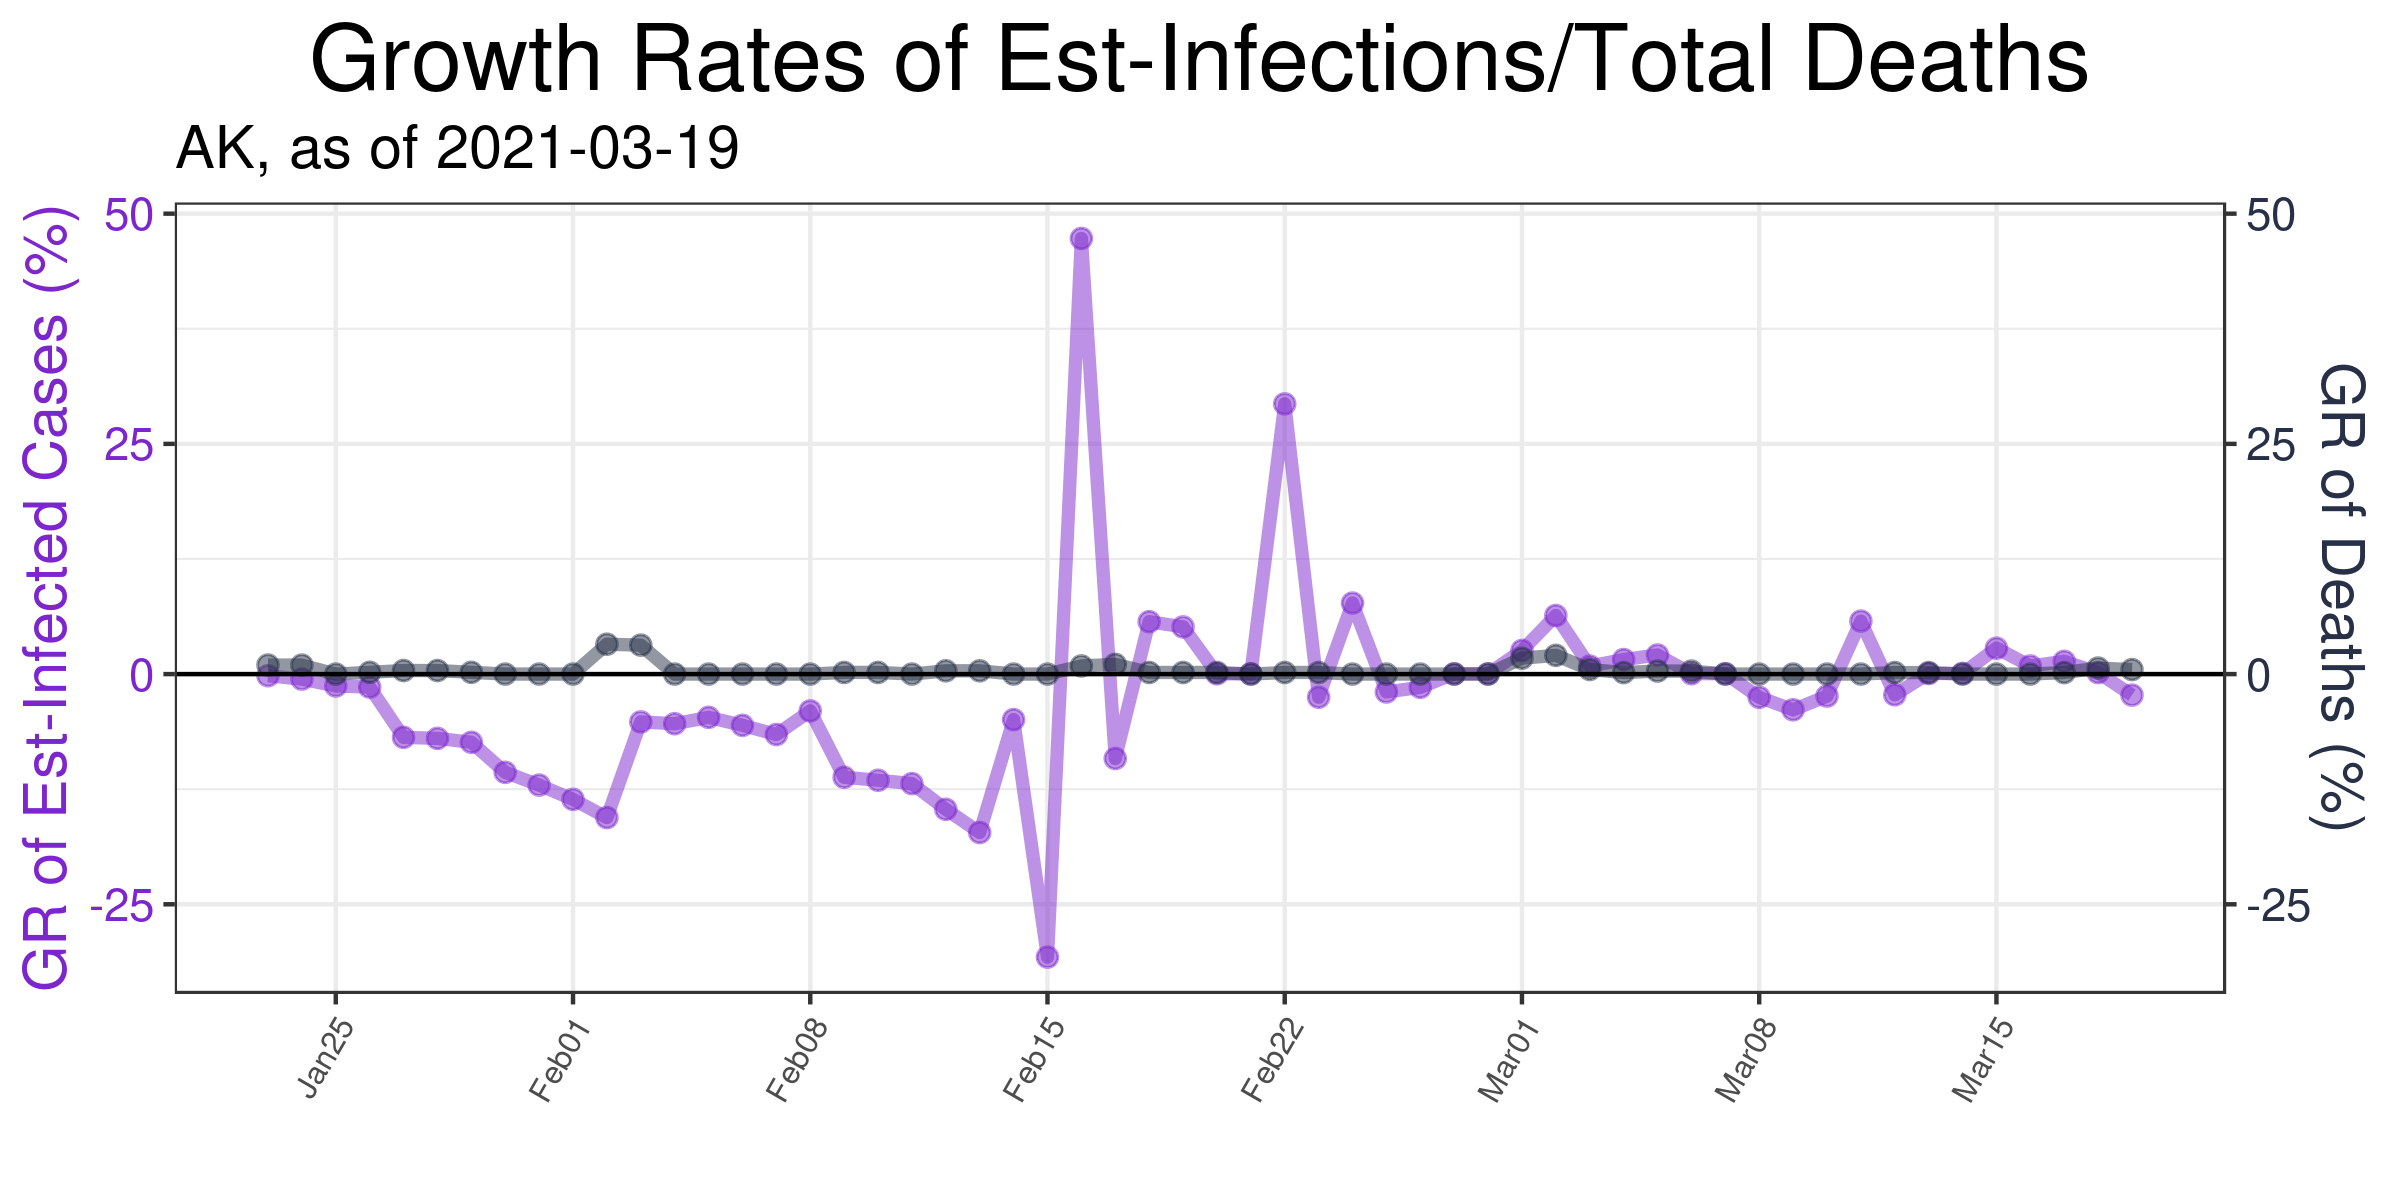 Growth Rates of Est-Infections/Total Deaths
AK, as of 2021-03-19
GR of Est-Infected Cases (%)
50
25
0
-25
50
25
0
-25
GR of Deaths (%)
Jan25
Feb01
Feb08
Feb15
Feb22
Mar01
Mar08
Mar15